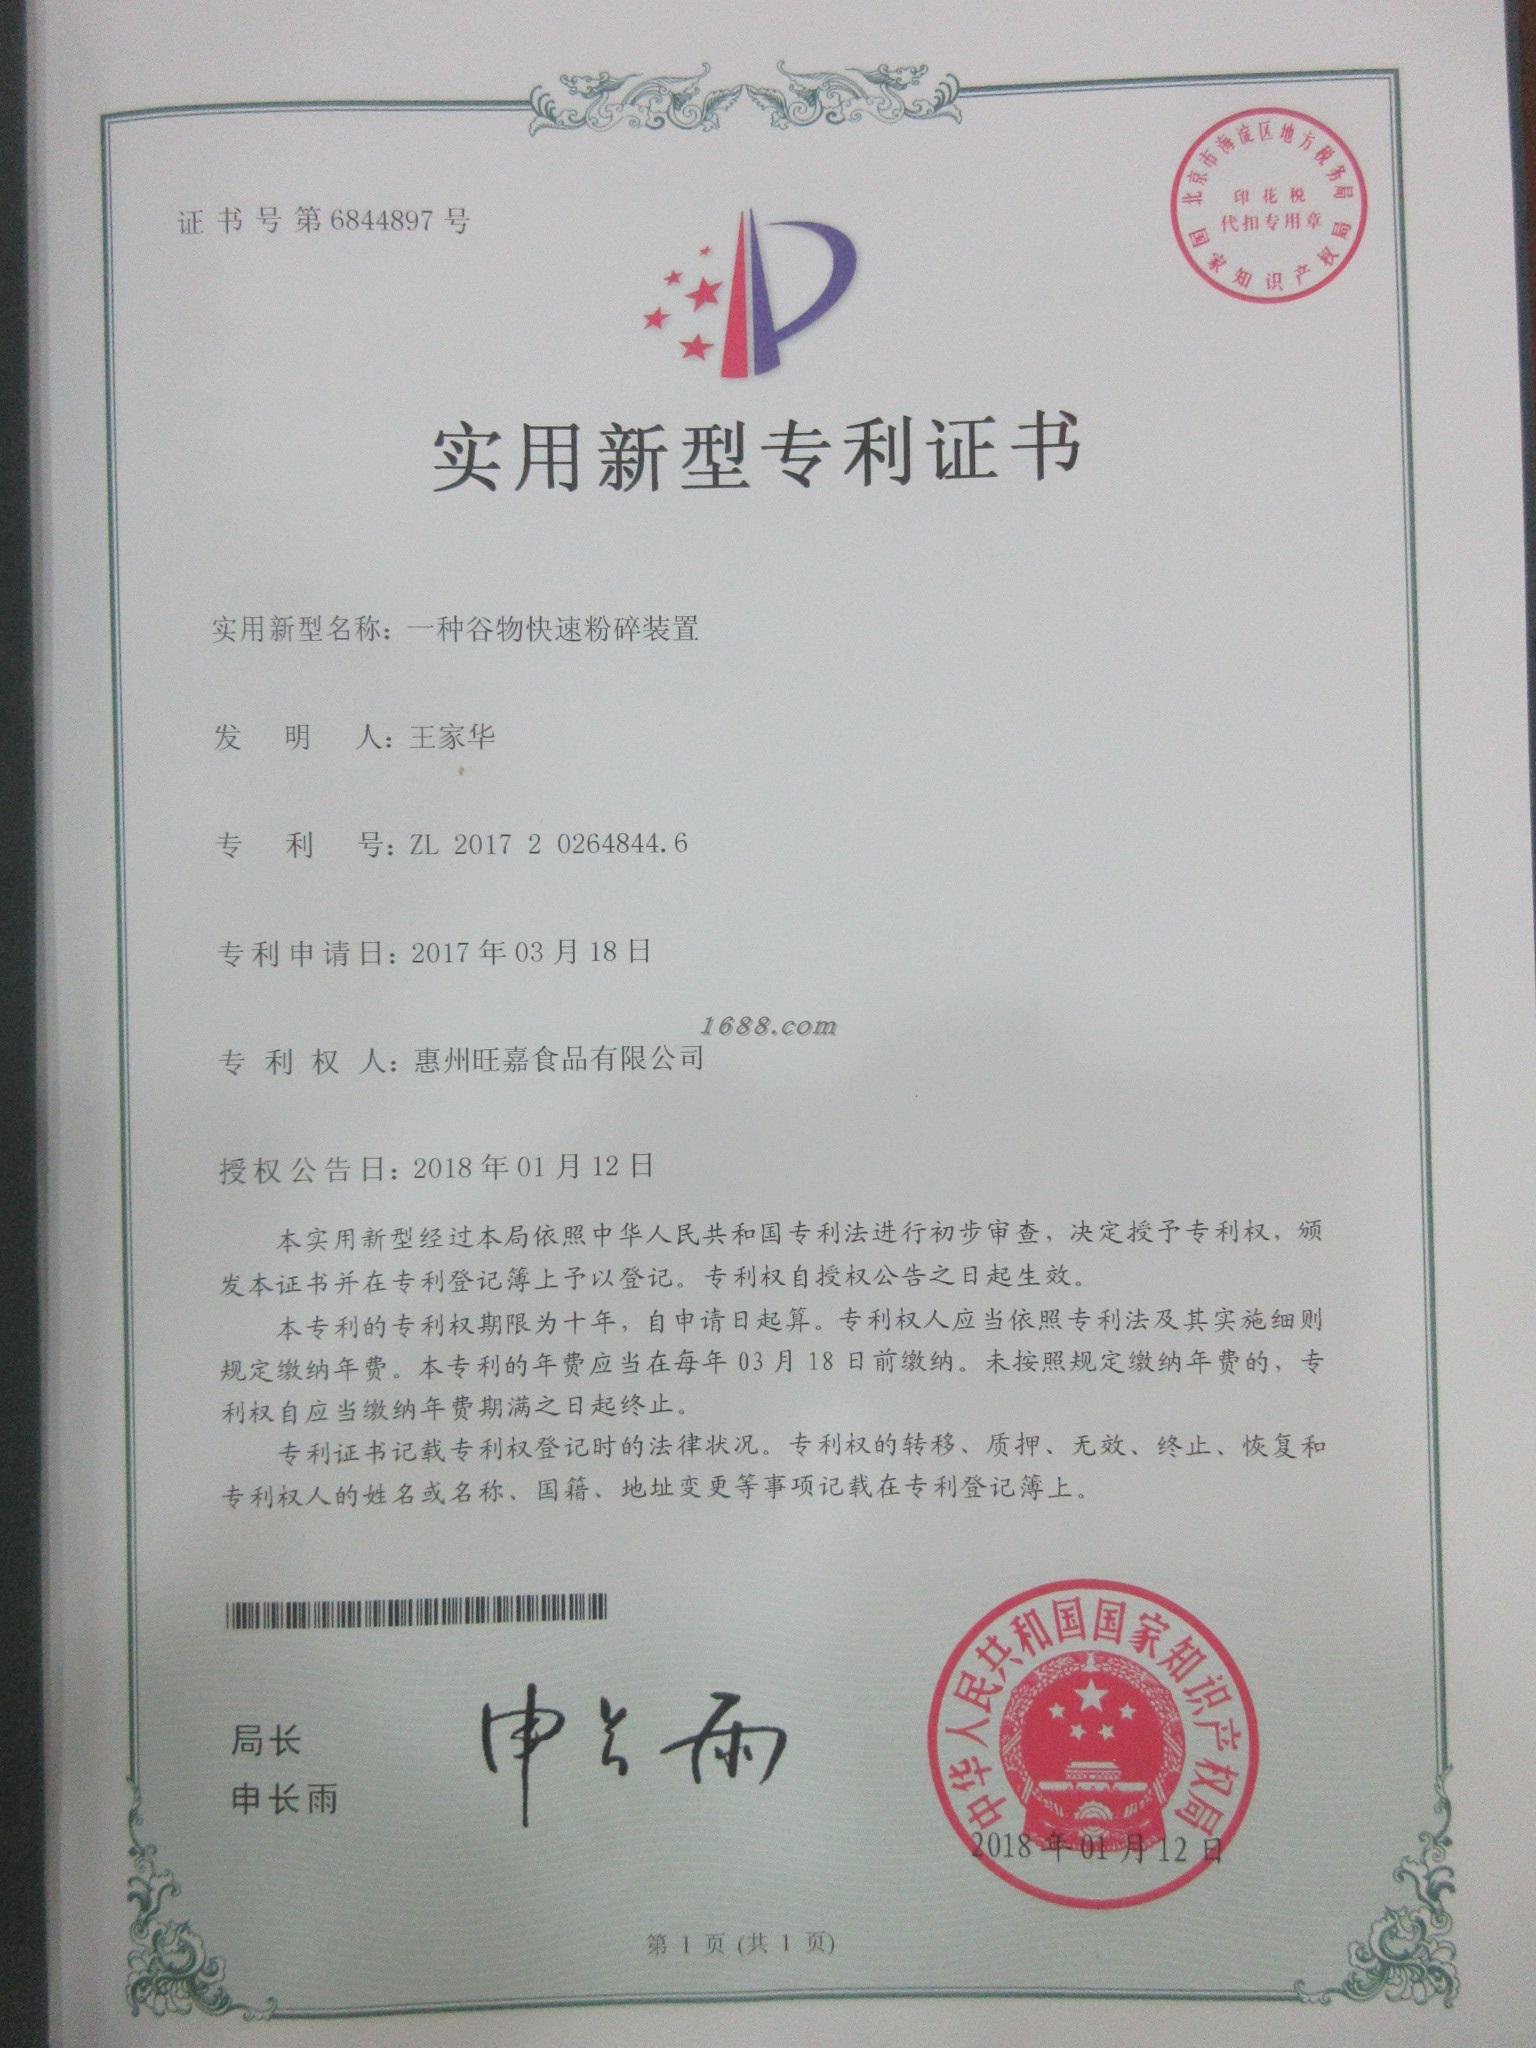 证书号第6844897号
北京市海淀区地方税务局
印花税
代扣专用章
国家知识产权局
实用新型专利证书
实用新型名称：一种谷物快速粉碎装置
发明人：王家华
专利号：ZL 2017 2 0264844.6
专利申请日：2017年03月18日
1688.com
专利权人：惠州旺嘉食品有限公司
授权公告日：2018年01月12日
本实用新型经过本局依照中华人民共和国专利法进行初步审查，决定授予专利权，颁
发本证书并在专利登记簿上予以登记。专利权自授权公告之日起生效。
本专利的专利权期限为十年，自申请日起算。专利权人应当依照专利法及其实施细则
规定缴纳年费。本专利的年费应当在每年03月18日前缴纳。未按照规定缴纳年费的，专
利权自应当缴纳年费期满之日起终止。
专利证书记载专利权登记时的法律状况。专利权的转移、质押、无效、终止、恢复和
专利权人的姓名或名称、国籍、地址变更等事项记载在专利登记簿上。
局长
申长雨
申长雨
中华人民共和国国家知识产权局
2018年01月12日
第1页(共1页)